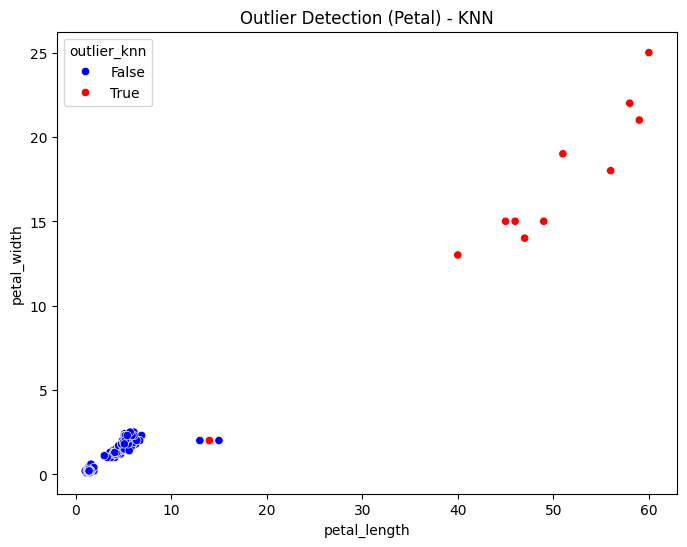 Outlier Detection (Petal) - KNN
outlier_knn
False
True
25
20
15
10
5
0
petal_width
0 10 20 30 40 50 60
petal_length